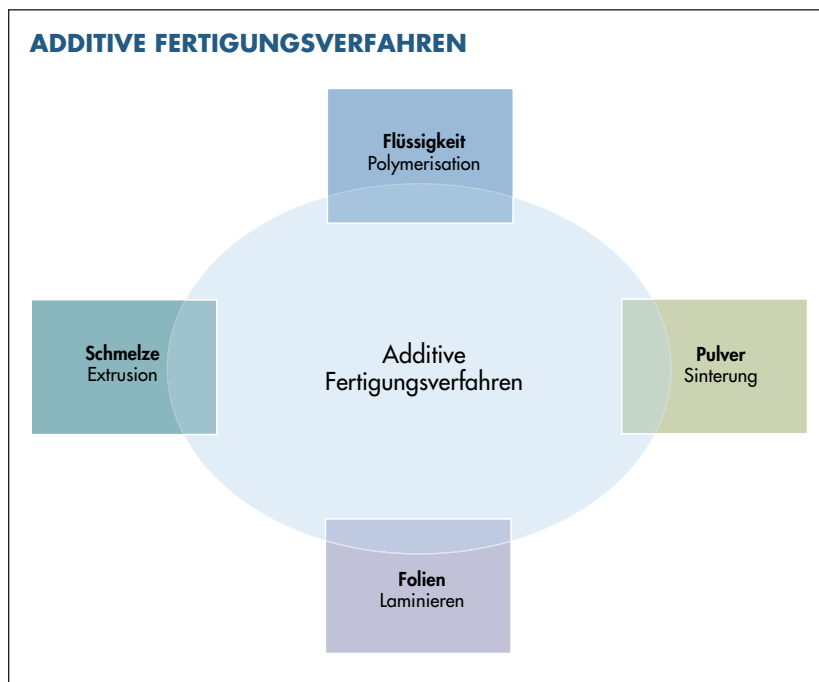 ADDITIVE FERTIGUNGSVERFAHREN
Flüssigkeit
Polymerisation
Schmelze
Extrusion
Additive
Fertigungsverfahren
Pulver
Sinterung
Folien
Laminieren